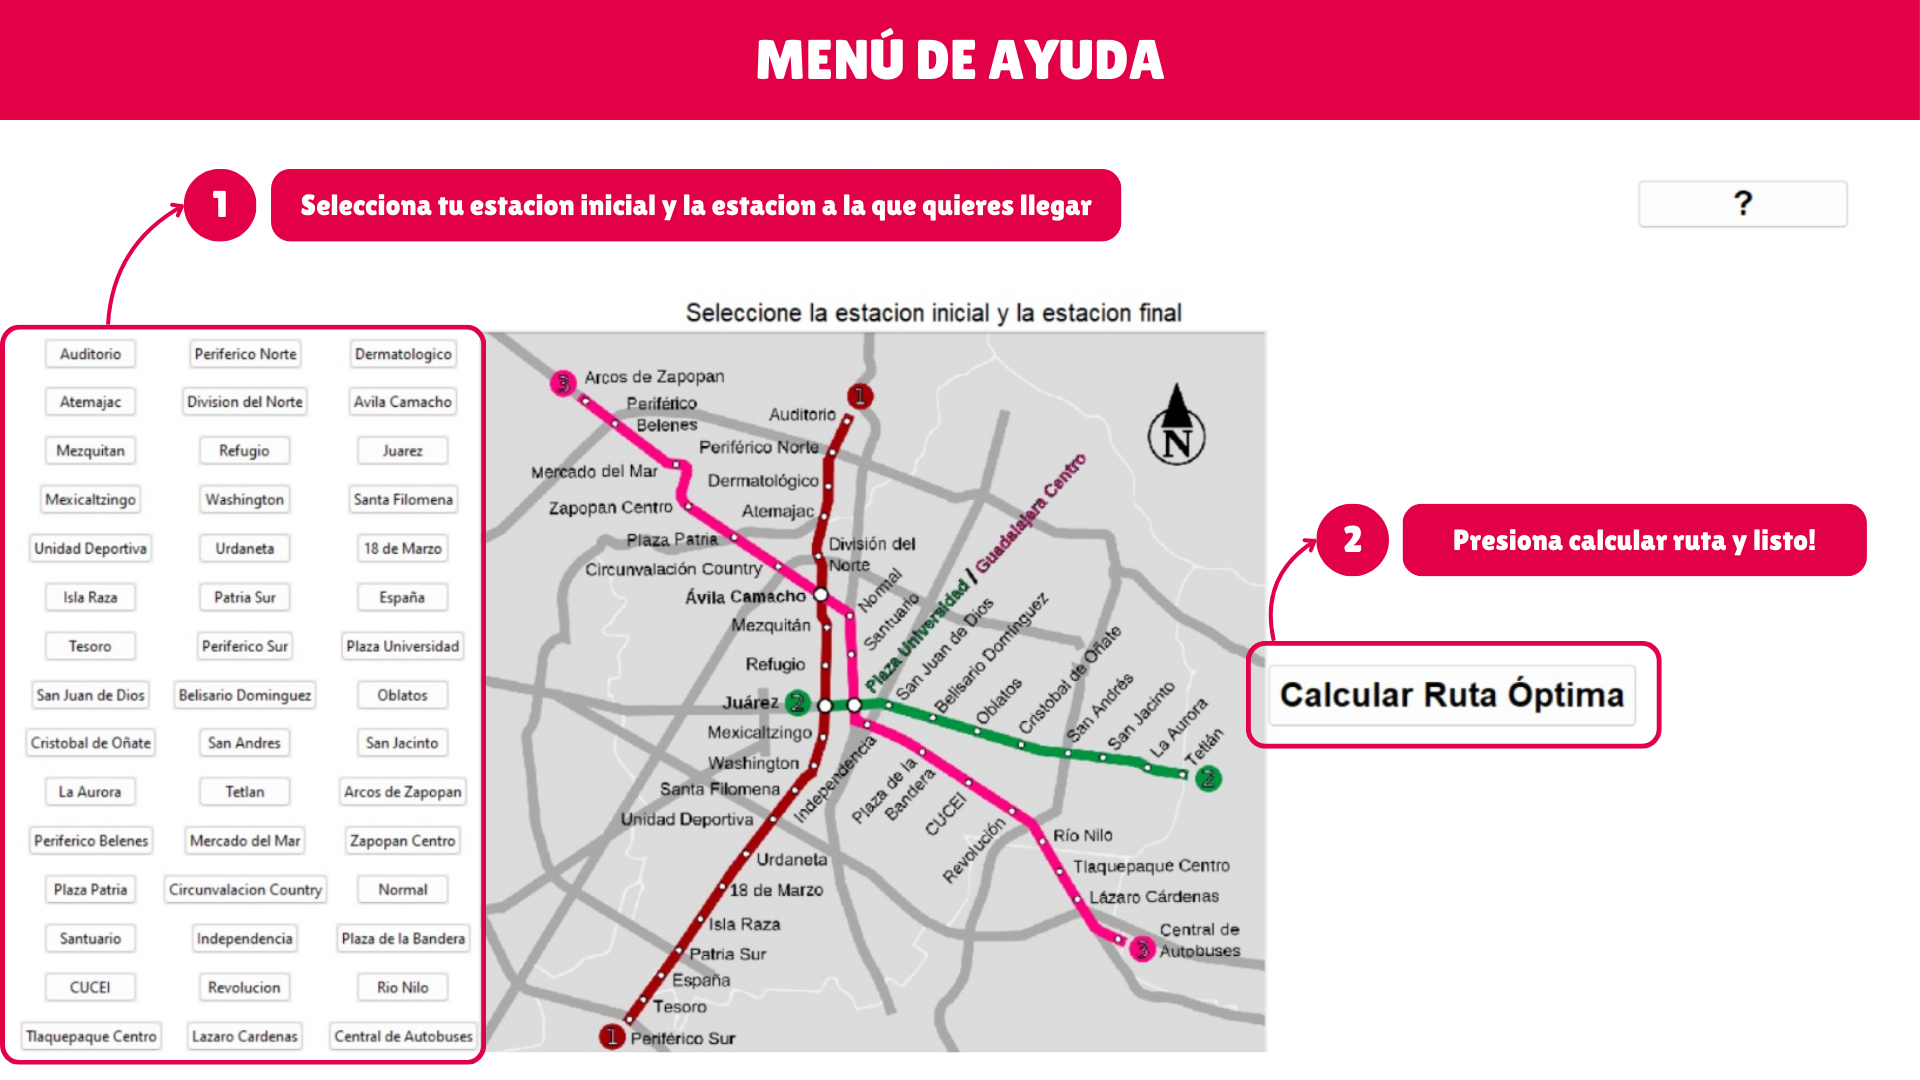 MENÚ DE AYUDA
1
Selecciona tu estacion inicial y la estacion a la que quieres llegar
?
Seleccione la estacion inicial y la estacion final
Auditorio
Periferico Norte
Dermatologico
Atemajac
Division del Norte
Avila Camacho
Mezquitan
Refugio
Juarez
Mexicaltzingo
Washington
Santa Filomena
Unidad Deportiva
Urdaneta
18 de Marzo
Isla Raza
Patria Sur
España
Tesoro
Periferico Sur
Plaza Universidad
San Juan de Dios
Belisario Dominguez
Oblatos
Cristobal de Oñate
San Andres
San Jacinto
La Aurora
Tetlan
Arcos de Zapopan
Periferico Belenes
Mercado del Mar
Zapopan Centro
Plaza Patria
Circunvalacion Country
Normal
Santuario
Independencia
Plaza de la Bandera
CUCEI
Revolucion
Rio Nilo
Tlaquepaque Centro
Lazaro Cardenas
Central de Autobuses
3
Arcos de Zapopan
Periférico
Belenes
Mercado del Mar
Zapopan Centro
Plaza Patria
Circunvalación Country
Ávila Camacho
1
Auditorio
Periférico Norte
Dermatológico
Atemajac
División del
Norte
Mezquitán
Refugio
Juárez
2
Mexicaltzingo
Washington
Santa Filomena
Unidad Deportiva
Urdaneta
18 de Marzo
Isla Raza
Patria Sur
España
Tesoro
1
Periférico Sur
Normal
Santuario
Plaza Universidad / Guadalajara Centro
San Juan de Dios
Belisario Domínguez
Oblatos
Cristobal de Oñate
San Andrés
San Jacinto
La Aurora
Tetlán
2
Independencia
Plaza de la
Bandera
CUCEI
Revolución
Río Nilo
Tlaquepaque Centro
Lázaro Cárdenas
Central de
Autobuses
3
N
2
Presiona calcular ruta y listo!
Calcular Ruta Óptima